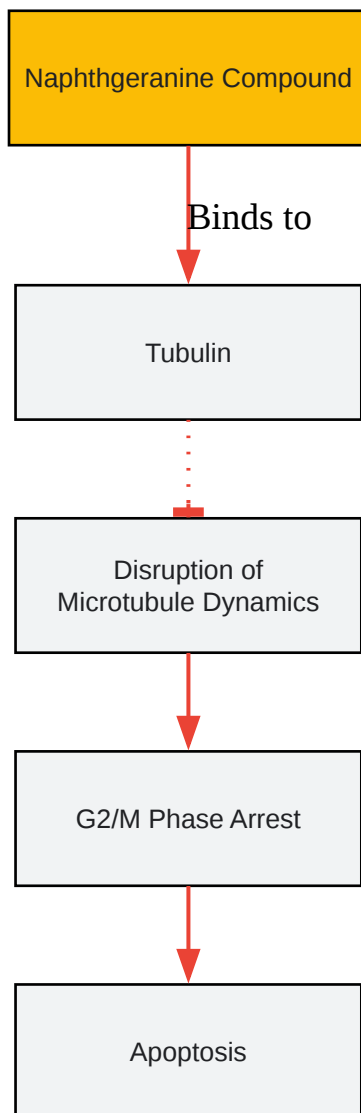 Naphthgeranine Compound
Binds to
Tubulin
Disruption of
Microtubule Dynamics
G2/M Phase Arrest
Apoptosis